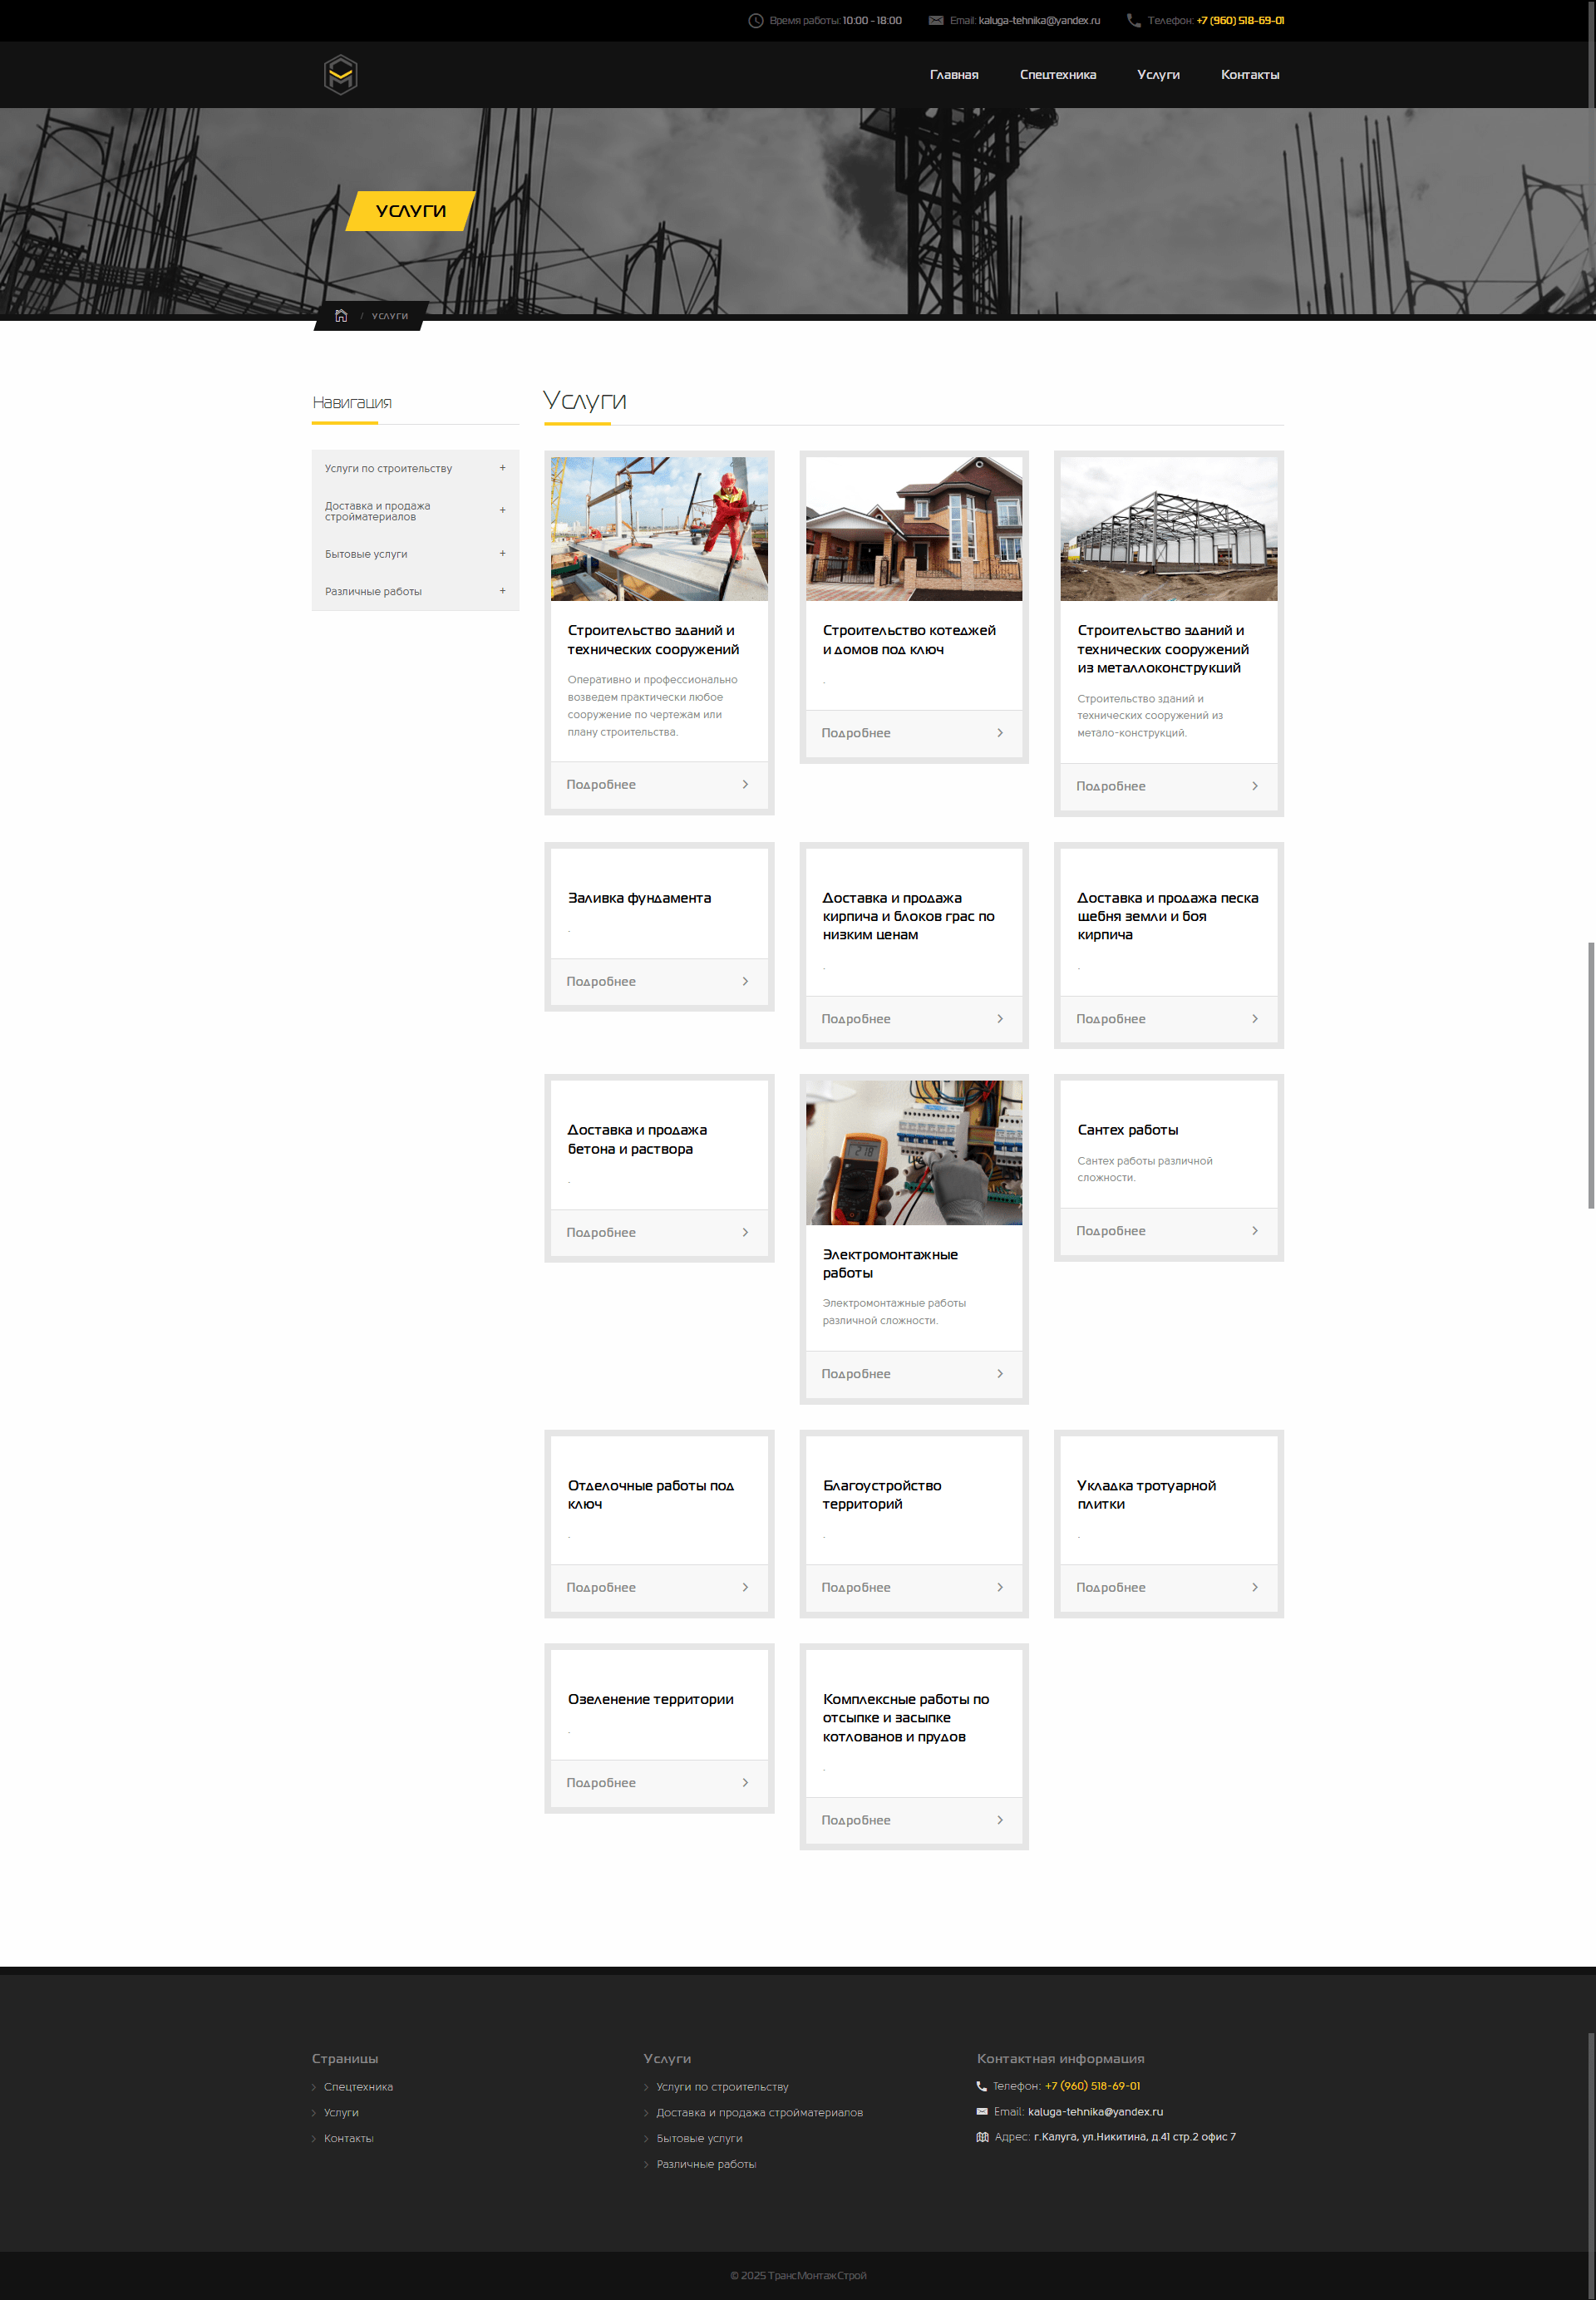 Время работы: 10:00 - 18:00
Email: kaluga-tehnika@yandex.ru
Телефон: +7 (960) 518-69-01
Главная
Спецтехника
Услуги
Контакты
УСЛУГИ
/ УСЛУГИ
Навигация
Услуги по строительству +
Доставка и продажа
стройматериалов +
Бытовые услуги +
Различные работы +
Услуги
Строительство зданий и
технических сооружений
Оперативно и профессионально
возведем практически любое
сооружение по чертежам или
плану строительства.
Подробнее
Строительство котеджей
и домов под ключ
.
Подробнее
Строительство зданий и
технических сооружений
из металлоконструкций
Строительство зданий и
технических сооружений из
метало-конструкций.
Подробнее
Заливка фундамента
.
Подробнее
Доставка и продажа
кирпича и блоков грас по
низким ценам
.
Подробнее
Доставка и продажа песка
щебня земли и боя
кирпича
.
Подробнее
Доставка и продажа
бетона и раствора
.
Подробнее
Электромонтажные
работы
Электромонтажные работы
различной сложности.
Подробнее
Сантех работы
Сантех работы различной
сложности.
Подробнее
Отделочные работы под
ключ
.
Подробнее
Благоустройство
территорий
.
Подробнее
Укладка тротуарной
плитки
.
Подробнее
Озеленение территории
.
Подробнее
Комплексные работы по
отсыпке и засыпке
котлованов и прудов
.
Подробнее
Страницы
Спецтехника
Услуги
Контакты
Услуги
Услуги по строительству
Доставка и продажа стройматериалов
Бытовые услуги
Различные работы
Контактная информация
Телефон: +7 (960) 518-69-01
Email: kaluga-tehnika@yandex.ru
Адрес: г.Калуга, ул.Никитина, д.41 стр.2 офис 7
© 2025 ТрансМонтажСтрой